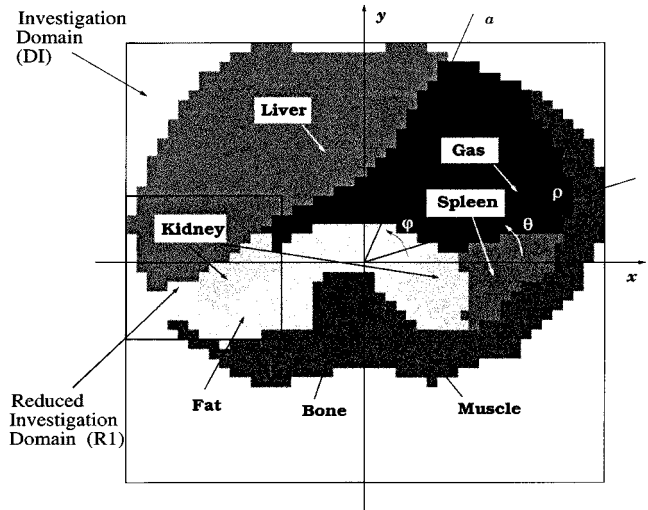 Investigation
Domain
(DI)
y
a
Liver
Gas
ρ
Spleen
Kidney
φ
θ
x
Reduced
Investigation
Domain (R1)
Fat
Bone
Muscle